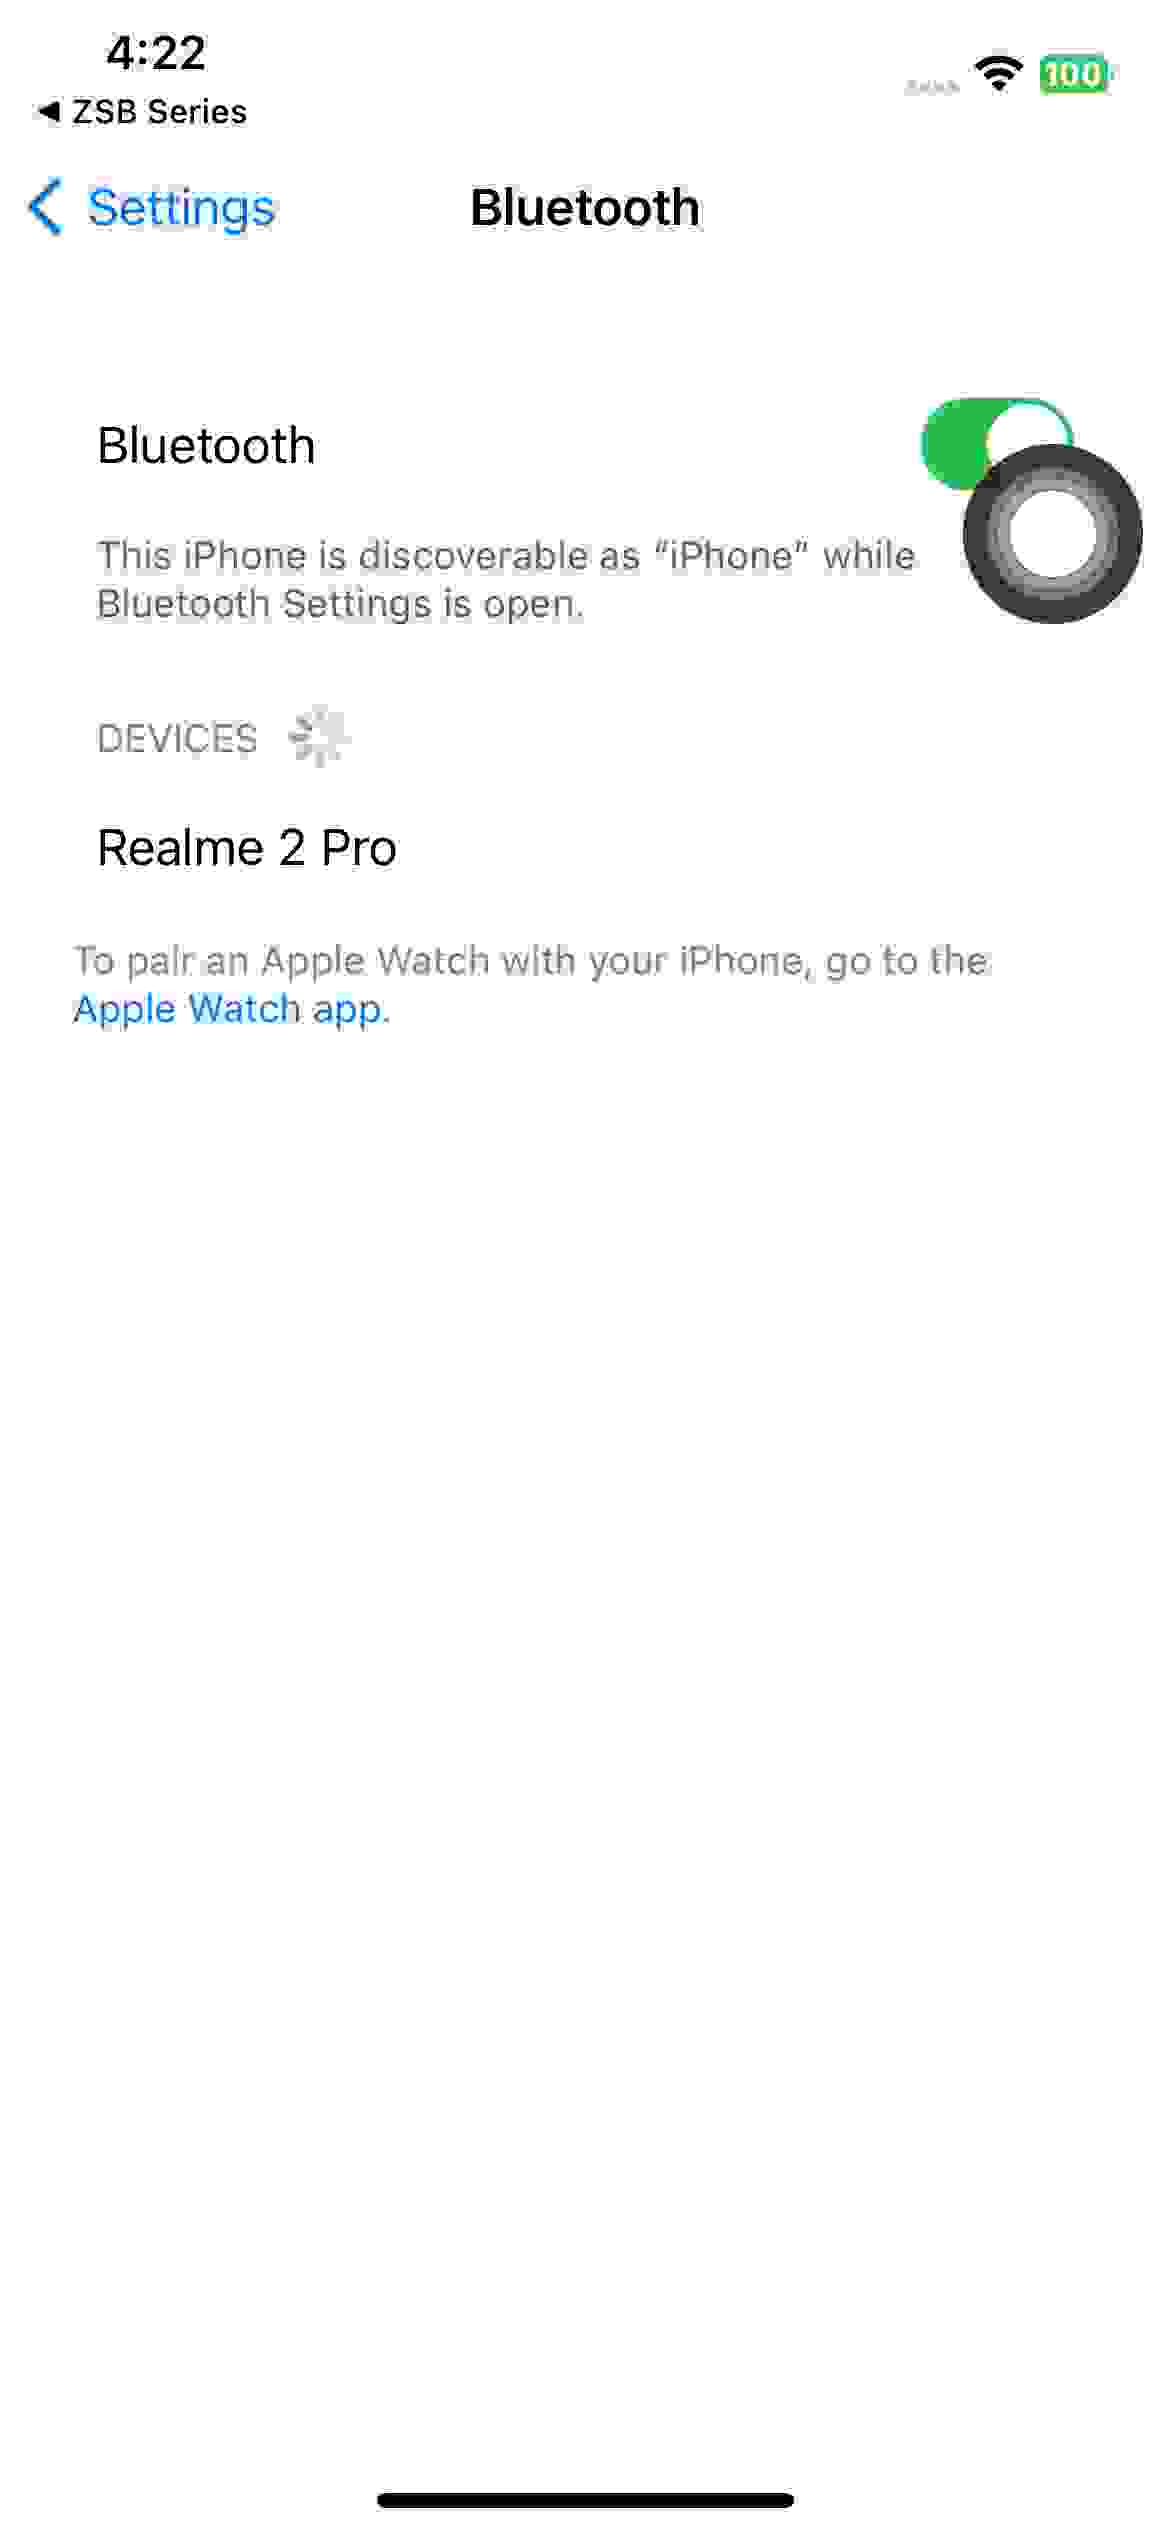 4:22
100
◀ ZSB Series
Settings
Bluetooth
Bluetooth
This iPhone is discoverable as “iPhone” while
Bluetooth Settings is open.
DEVICES
Realme 2 Pro
To pair an Apple Watch with your iPhone, go to the
Apple Watch app.